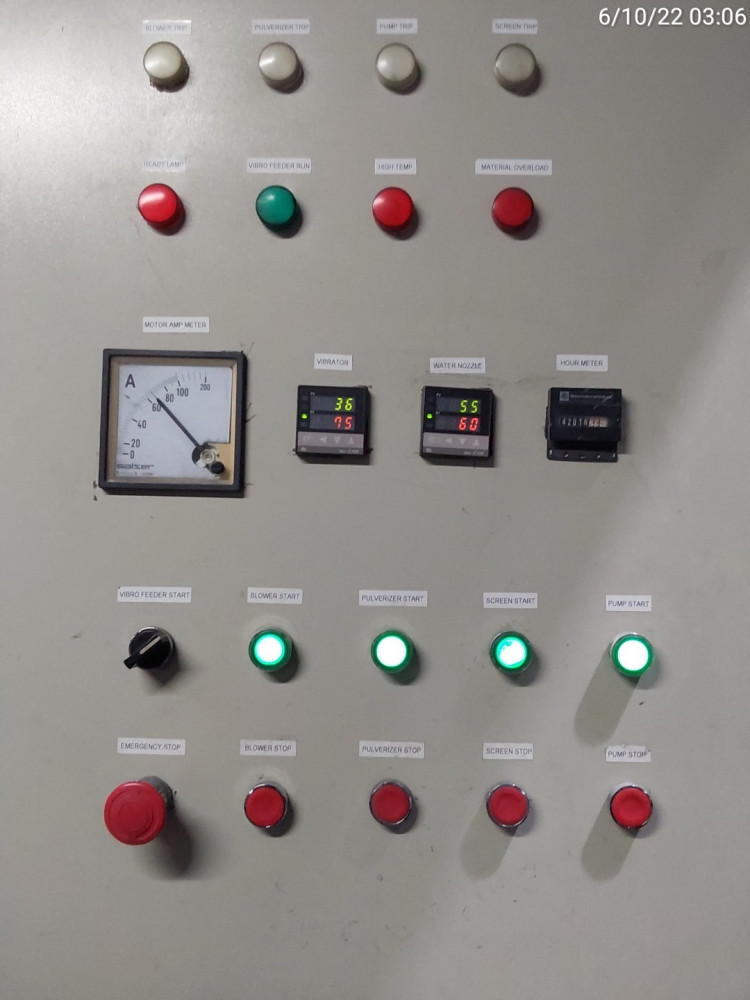 6/10/22 03:06
BLOWER TRIP
PULVERIZER TRIP
PUMP TRIP
SCREEN TRIP
READY LAMP
VIBRO FEEDER RUN
HIGH TEMP
MATERIAL OVERLOAD
MOTOR AMP METER
VIBRATOR
WATER NOZZLE
HOUR METER
A
0
20
40
60
80
100
200
salzer
36
75
55
60
VIBRO FEEDER START
BLOWER START
PULVERIZER START
SCREEN START
PUMP START
EMERGENCY STOP
BLOWER STOP
PULVERIZER STOP
SCREEN STOP
PUMP STOP